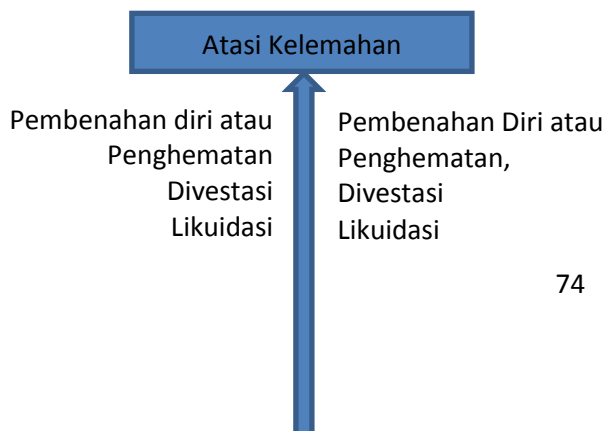 Atasi Kelemahan
Pembenahan diri atau
Penghematan
Divestasi
Likuidasi
Pembenahan Diri atau
Penghematan,
Divestasi
Likuidasi
74